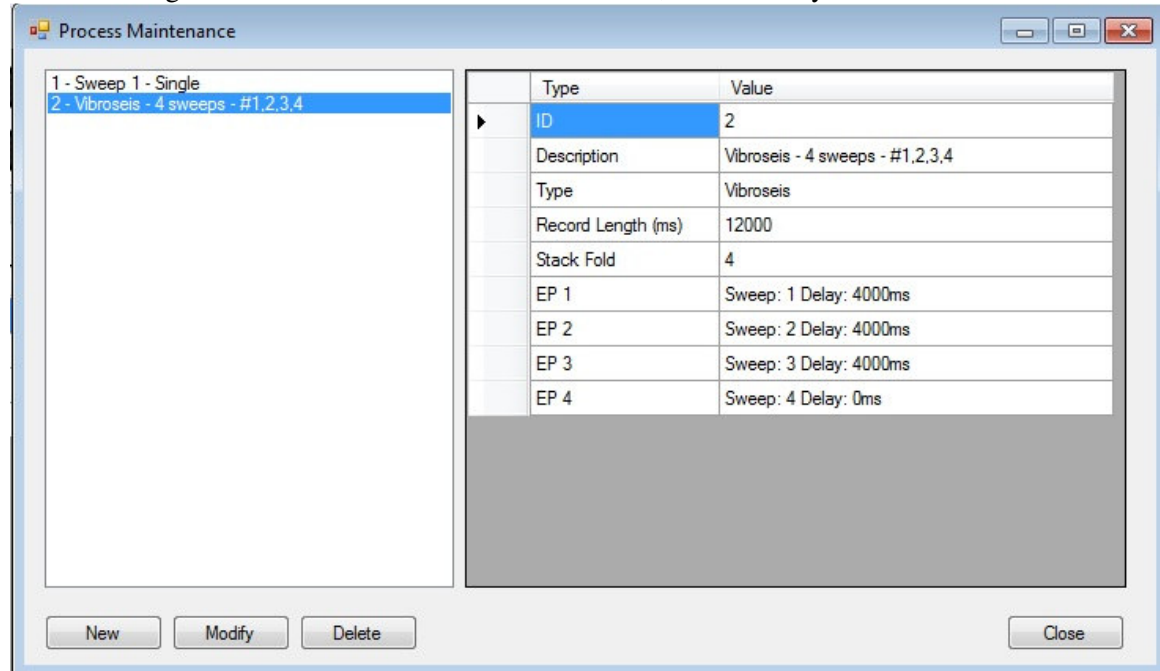 Process Maintenance
1 - Sweep 1 - Single
2 - Vibroseis - 4 sweeps - #1,2,3,4
Type Value
ID 2
Description Vibroseis - 4 sweeps - #1,2,3,4
Type Vibroseis
Record Length (ms) 12000
Stack Fold 4
EP 1 Sweep: 1 Delay: 4000ms
EP 2 Sweep: 2 Delay: 4000ms
EP 3 Sweep: 3 Delay: 4000ms
EP 4 Sweep: 4 Delay: 0ms
New Modify Delete Close